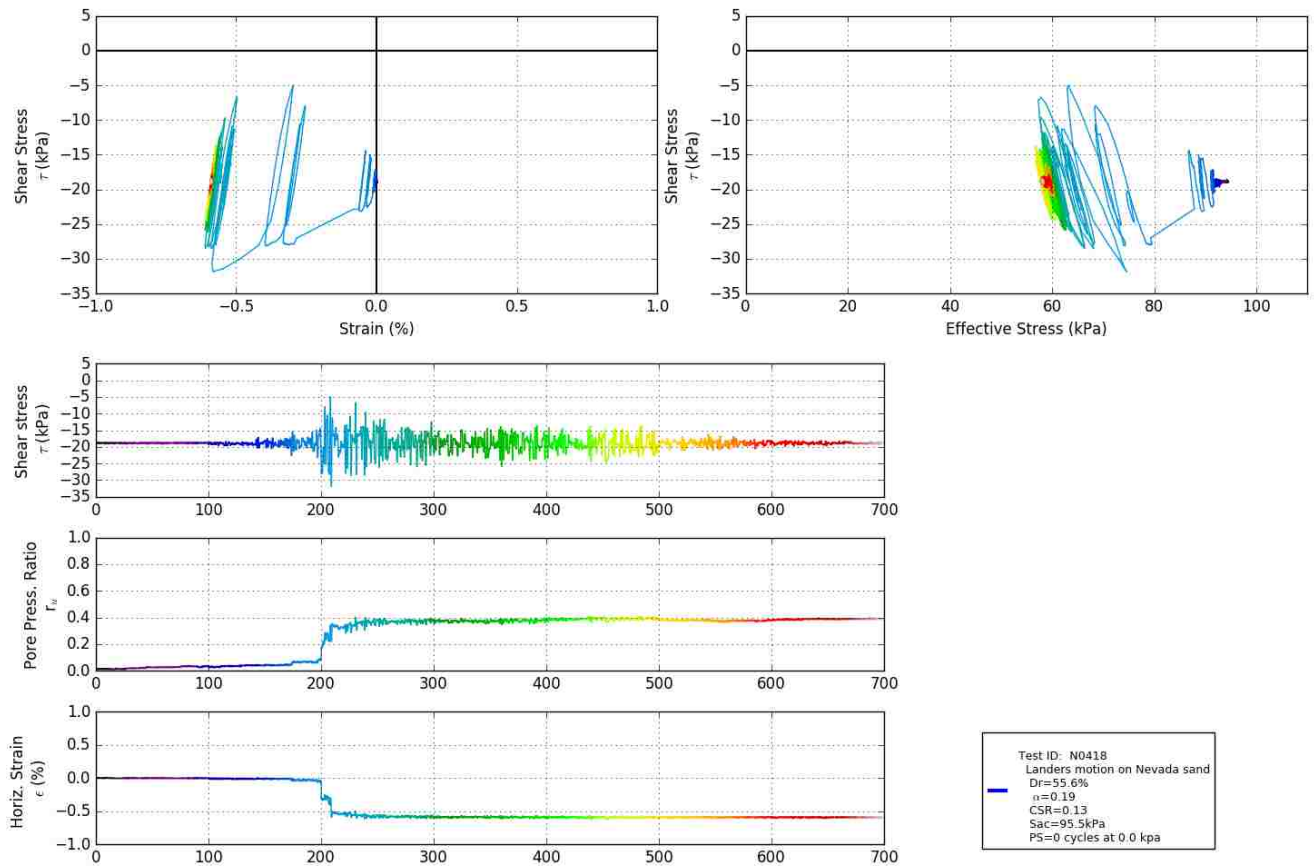 5
0
−5
−10
−15
−20
−25
−30
−35
−1.0 −0.5 0.0 0.5 1.0
Strain (%)
Shear Stress
τ (kPa)
5
0
−5
−10
−15
−20
−25
−30
−35
0 20 40 60 80 100
Effective Stress (kPa)
Shear Stress
τ (kPa)
5
0
−5
−10
−15
−20
−25
−30
−35
0 100 200 300 400 500 600 700
Shear stress
τ (kPa)
1.0
0.8
0.6
0.4
0.2
0.0
0 100 200 300 400 500 600 700
Pore Press. Ratio
r_u
1.0
0.5
0.0
−0.5
−1.0
0 100 200 300 400 500 600 700
Horiz. Strain
ϵ (%)
Test ID: N0418
Landers motion on Nevada sand
Dr=55.6%
α=0.19
CSR=0.13
Sac=95.5kPa
PS=0 cycles at 0.0 kpa